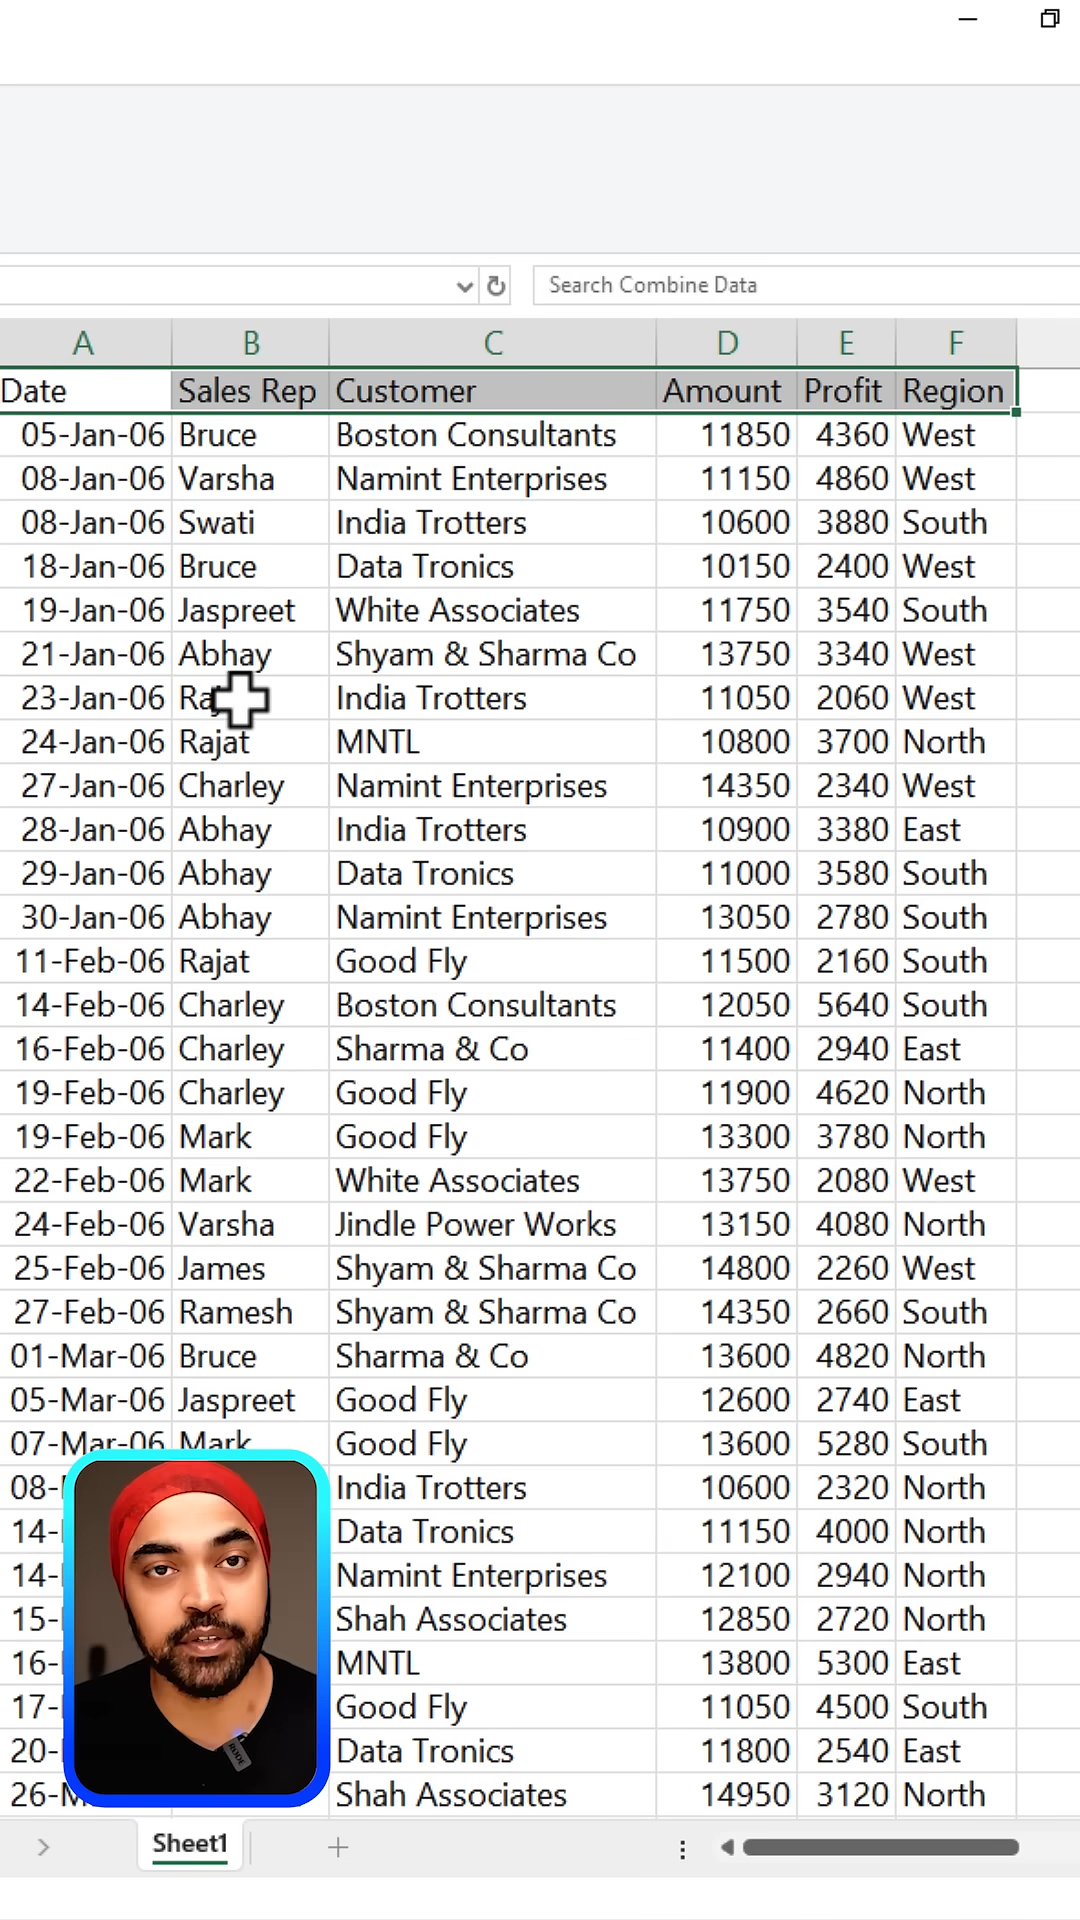 Search Combine Data
A B C D E F
Date Sales Rep Customer Amount Profit Region
05-Jan-06 Bruce Boston Consultants 11850 4360 West
08-Jan-06 Varsha Namint Enterprises 11150 4860 West
08-Jan-06 Swati India Trotters 10600 3880 South
18-Jan-06 Bruce Data Tronics 10150 2400 West
19-Jan-06 Jaspreet White Associates 11750 3540 South
21-Jan-06 Abhay Shyam & Sharma Co 13750 3340 West
23-Jan-06 India Trotters 11050 2060 West
24-Jan-06 Rajat MNTL 10800 3700 North
27-Jan-06 Charley Namint Enterprises 14350 2340 West
28-Jan-06 Abhay India Trotters 10900 3380 East
29-Jan-06 Abhay Data Tronics 11000 3580 South
30-Jan-06 Abhay Namint Enterprises 13050 2780 South
11-Feb-06 Rajat Good Fly 11500 2160 South
14-Feb-06 Charley Boston Consultants 12050 5640 South
16-Feb-06 Charley Sharma & Co 11400 2940 East
19-Feb-06 Charley Good Fly 11900 4620 North
19-Feb-06 Mark Good Fly 13300 3780 North
22-Feb-06 Mark White Associates 13750 2080 West
24-Feb-06 Varsha Jindle Power Works 13150 4080 North
25-Feb-06 James Shyam & Sharma Co 14800 2260 West
27-Feb-06 Ramesh Shyam & Sharma Co 14350 2660 South
01-Mar-06 Bruce Sharma & Co 13600 4820 North
05-Mar-06 Jaspreet Good Fly 12600 2740 East
07-Mar-06 Mark Good Fly 13600 5280 South
08- India Trotters 10600 2320 North
14- Data Tronics 11150 4000 North
14- Namint Enterprises 12100 2940 North
15- Shah Associates 12850 2720 North
16- MNTL 13800 5300 East
17- Good Fly 11050 4500 South
20- Data Tronics 11800 2540 East
26- Shah Associates 14950 3120 North
RØDE
Sheet1